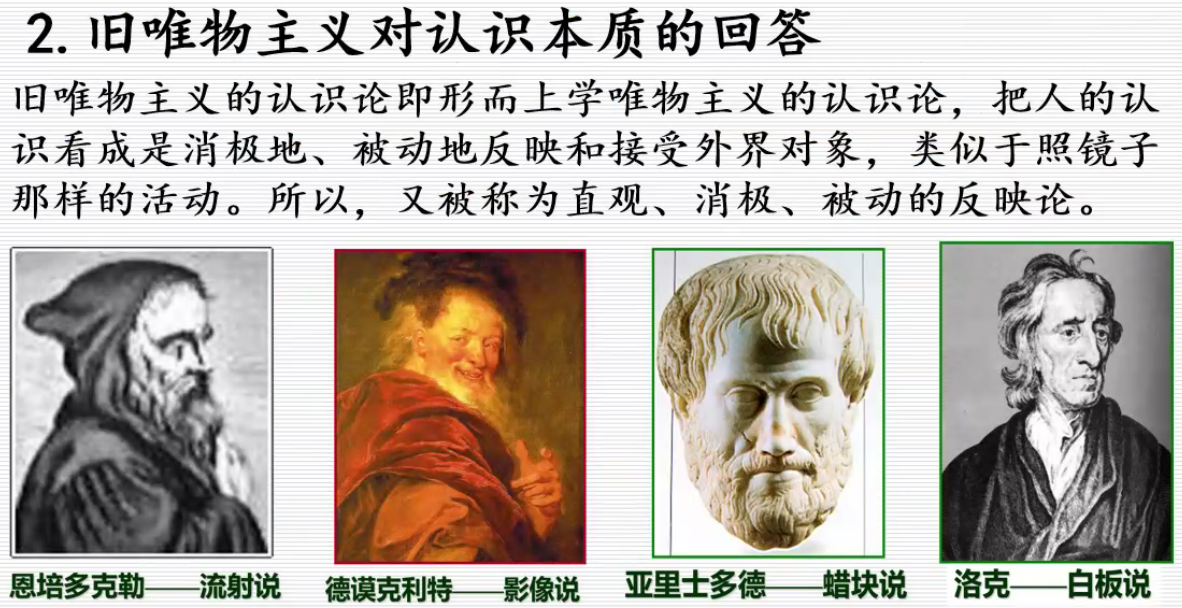 2. 旧唯物主义对认识本质的回答
旧唯物主义的认识论即形而上学唯物主义的认识论，把人的认
识看成是消极地、被动地反映和接受外界对象，类似于照镜子
那样的活动。所以，又被称为直观、消极、被动的反映论。
恩培多克勒——流射说
德谟克利特——影像说
亚里士多德——蜡块说
洛克——白板说